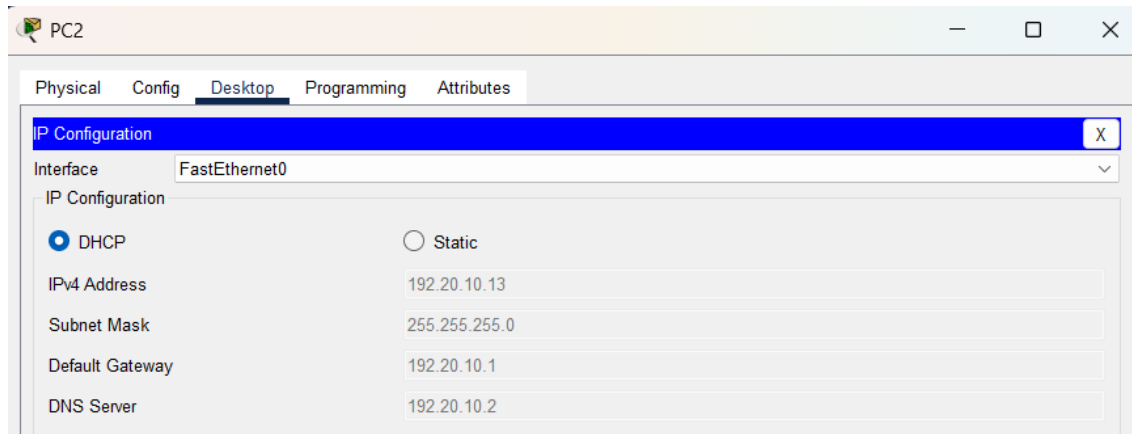 PC2
Physical Config Desktop Programming Attributes
IP Configuration X
Interface FastEthernet0
IP Configuration
DHCP Static
IPv4 Address 192.20.10.13
Subnet Mask 255.255.255.0
Default Gateway 192.20.10.1
DNS Server 192.20.10.2